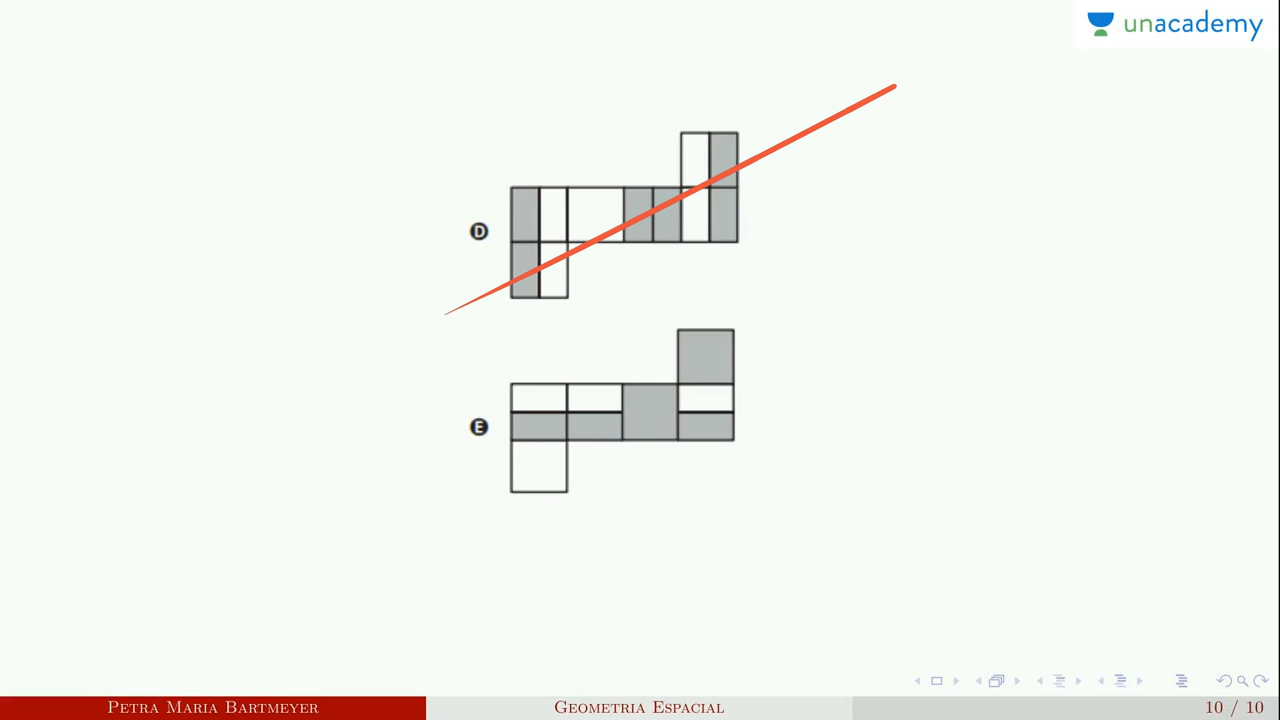 unacademy
D
E
Petra Maria Bartmeyer
Geometria Espacial
10 / 10